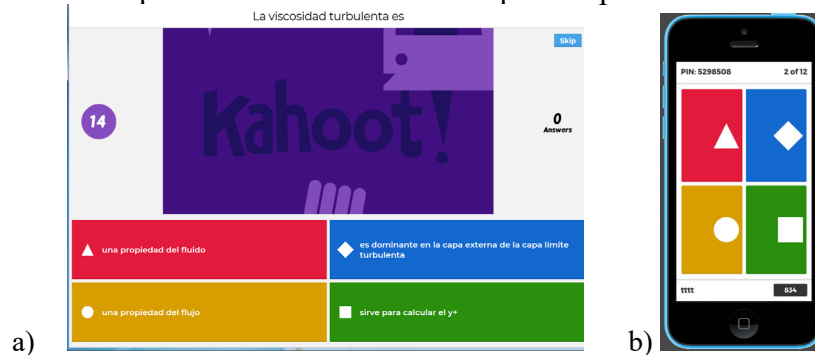 La viscosidad turbulenta es
Skip
14
Kahoot!
0
Answers
una propiedad del fluido
es dominante en la capa externa de la capa límite
turbulenta
una propiedad del flujo
sirve para calcular el y+
a)
PIN: 5298508 2 of 12
tttt 834
b)